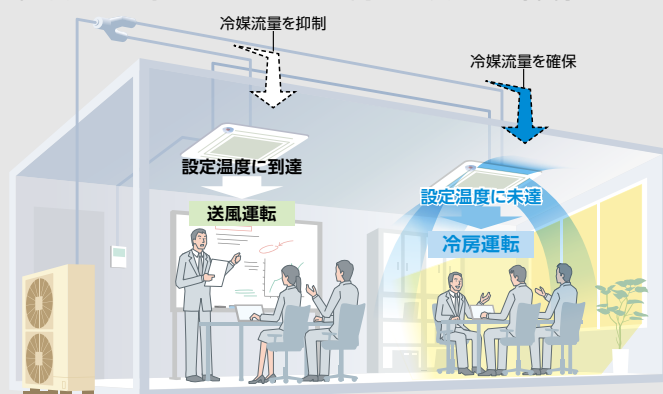 冷媒流量を抑制
冷媒流量を確保
設定温度に到達
送風運転
設定温度に未達
冷房運転